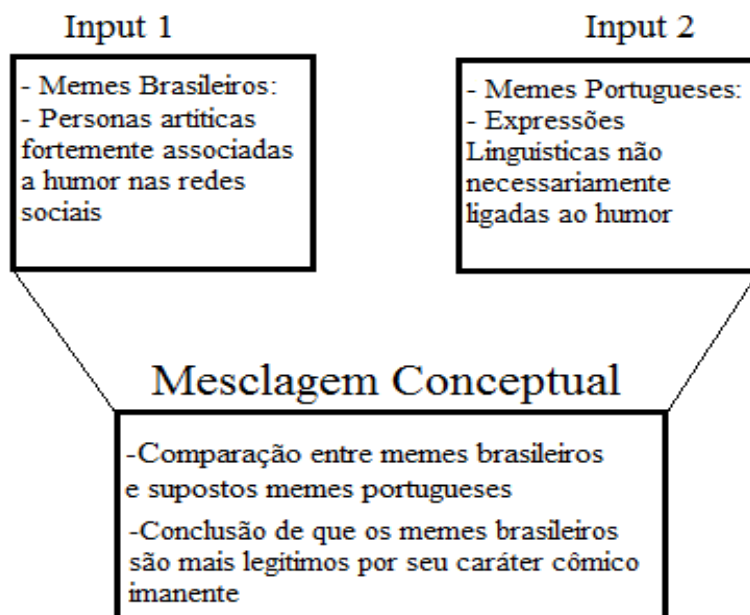 Input 1
- Memes Brasileiros:
- Personas artíticas
fortemente associadas
a humor nas redes
sociais
Input 2
- Memes Portugueses:
- Expressões
Linguísticas não
necessariamente
ligadas ao humor
Mesclagem Conceptual
-Comparação entre memes brasileiros
e supostos memes portugueses
-Conclusão de que os memes brasileiros
são mais legítimos por seu caráter cômico
imanente